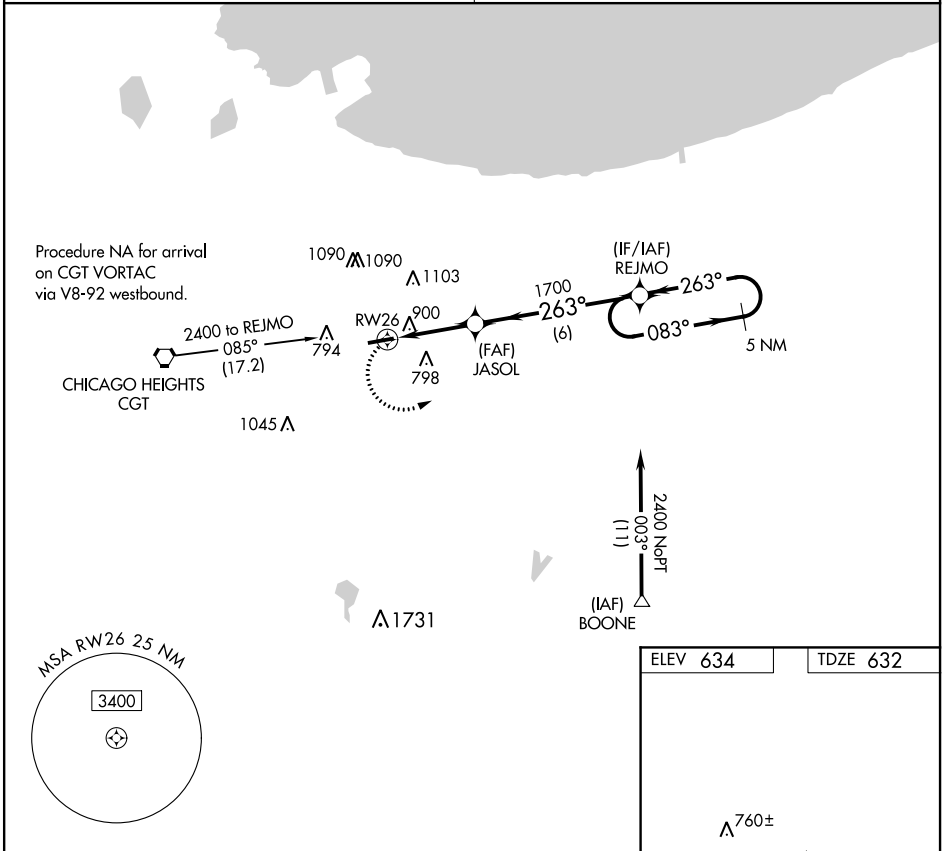 Procedure NA for arrival
on CGT VORTAC
via V8-92 westbound.
1090
1090
1103
(IF/IAF)
REJMO
1700
263°
(6)
263°
083°
5 NM
RW26
900
2400 to REJMO
085°
(17.2)
794
(FAF)
JASOL
798
CHICAGO HEIGHTS
CGT
1045
2400 NoPT
003°
(11)
(IAF)
BOONE
1731
MSA RW26 25 NM
3400
ELEV 634
TDZE 632
760±